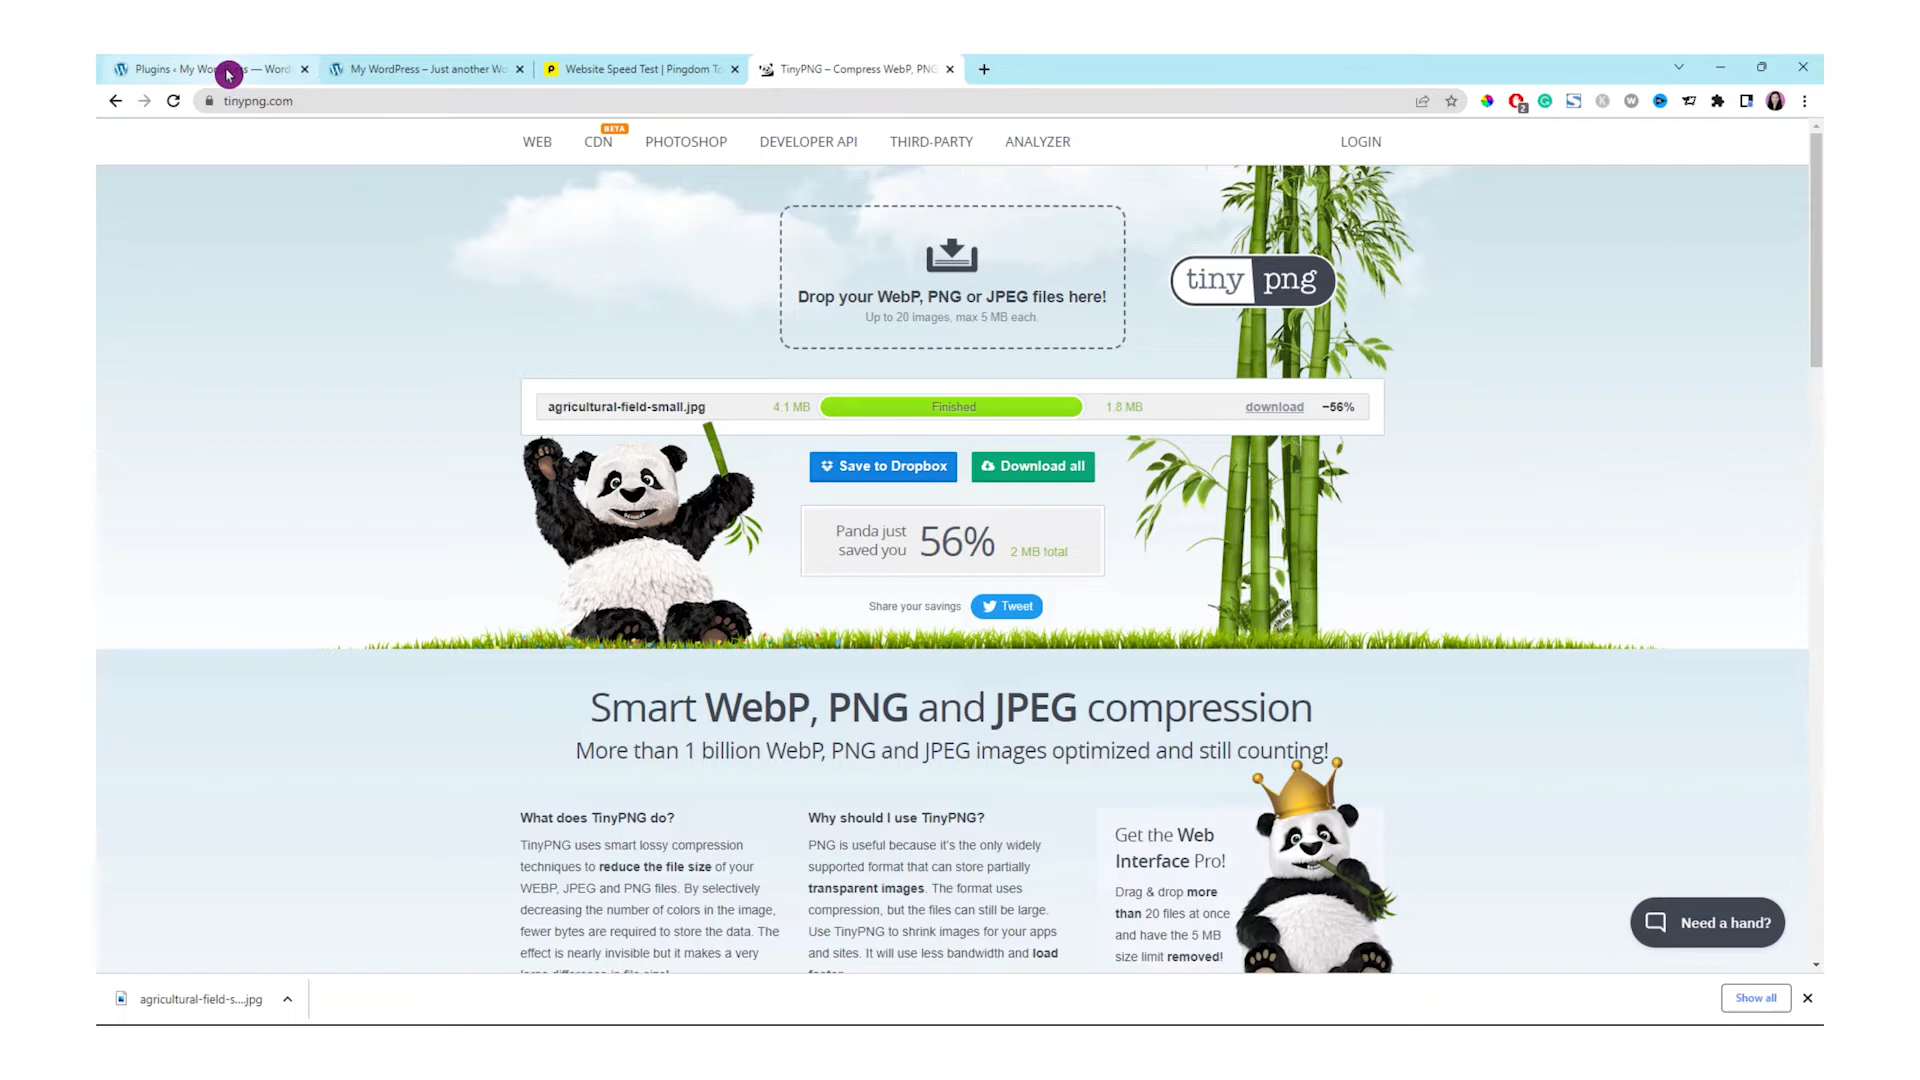 Plugins ‹ My Wo s — Word
My WordPress – Just another Wo
Website Speed Test | Pingdom To
TinyPNG – Compress WebP, PNG
tinypng.com
2
WEB
CDN
BETA
PHOTOSHOP
DEVELOPER API
THIRD-PARTY
ANALYZER
LOGIN
Drop your WebP, PNG or JPEG files here!
Up to 20 images, max 5 MB each.
tiny png
agricultural-field-small.jpg 4.1 MB Finished 1.8 MB download −56%
Save to Dropbox
Download all
Panda just
saved you
56%
2 MB total
Share your savings
Tweet
Smart WebP, PNG and JPEG compression
More than 1 billion WebP, PNG and JPEG images optimized and still counting!
What does TinyPNG do?
TinyPNG uses smart lossy compression
techniques to reduce the file size of your
WEBP, JPEG and PNG files. By selectively
decreasing the number of colors in the image,
fewer bytes are required to store the data. The
effect is nearly invisible but it makes a very
large difference in file size!
Why should I use TinyPNG?
PNG is useful because it's the only widely
supported format that can store partially
transparent images. The format uses
compression, but the files can still be large.
Use TinyPNG to shrink images for your apps
and sites. It will use less bandwidth and load
faster.
Get the Web
Interface Pro!
Drag & drop more
than 20 files at once
and have the 5 MB
size limit removed!
Need a hand?
agricultural-field-s....jpg
Show all